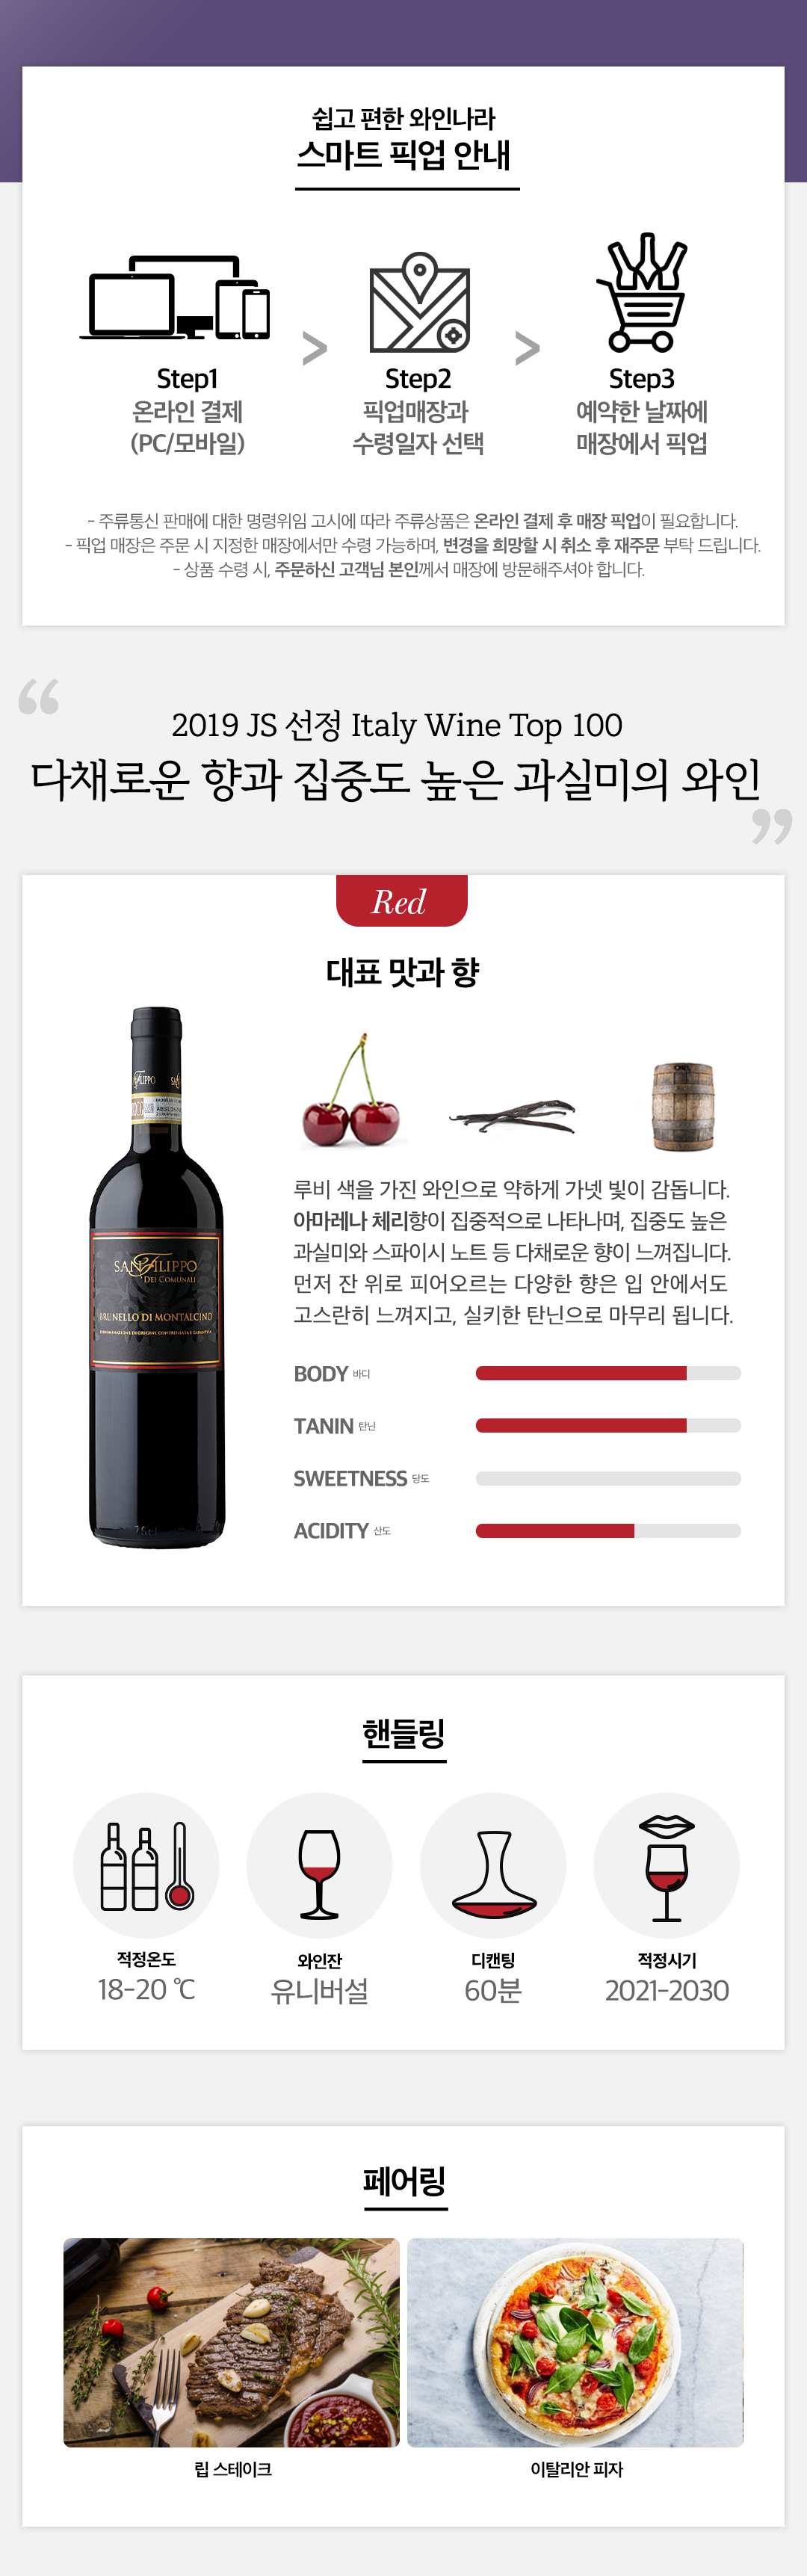 쉽고 편한 와인나라
스마트 픽업 안내
Step1
온라인 결제
(PC/모바일)
>
Step2
픽업매장과
수령일자 선택
>
Step3
예약한 날짜에
매장에서 픽업
- 주류통신 판매에 대한 명령위임 고시에 따라 주류상품은 온라인 결제 후 매장 픽업이 필요합니다.
- 픽업 매장은 주문 시 지정한 매장에서만 수령 가능하며, 변경을 희망할 시 취소 후 재주문 부탁 드립니다.
- 상품 수령 시, 주문하신 고객님 본인께서 매장에 방문해주셔야 합니다.
“
2019 JS 선정 Italy Wine Top 100
다채로운 향과 집중도 높은 과실미의 와인
”
Red
대표 맛과 향
SANFILIPPO
DEI COMUNALI
BRUNELLO DI MONTALCINO
루비 색을 가진 와인으로 약하게 가넷 빛이 감돕니다.
아마레나 체리향이 집중적으로 나타나며, 집중도 높은
과실미와 스파이시 노트 등 다채로운 향이 느껴집니다.
먼저 잔 위로 피어오르는 다양한 향은 입 안에서도
고스란히 느껴지고, 실키한 탄닌으로 마무리 됩니다.
BODY 바디
TANIN 탄닌
SWEETNESS 당도
ACIDITY 산도
핸들링
적정온도
18-20 ℃
와인잔
유니버설
디캔팅
60분
적정시기
2021-2030
페어링
립 스테이크
이탈리안 피자